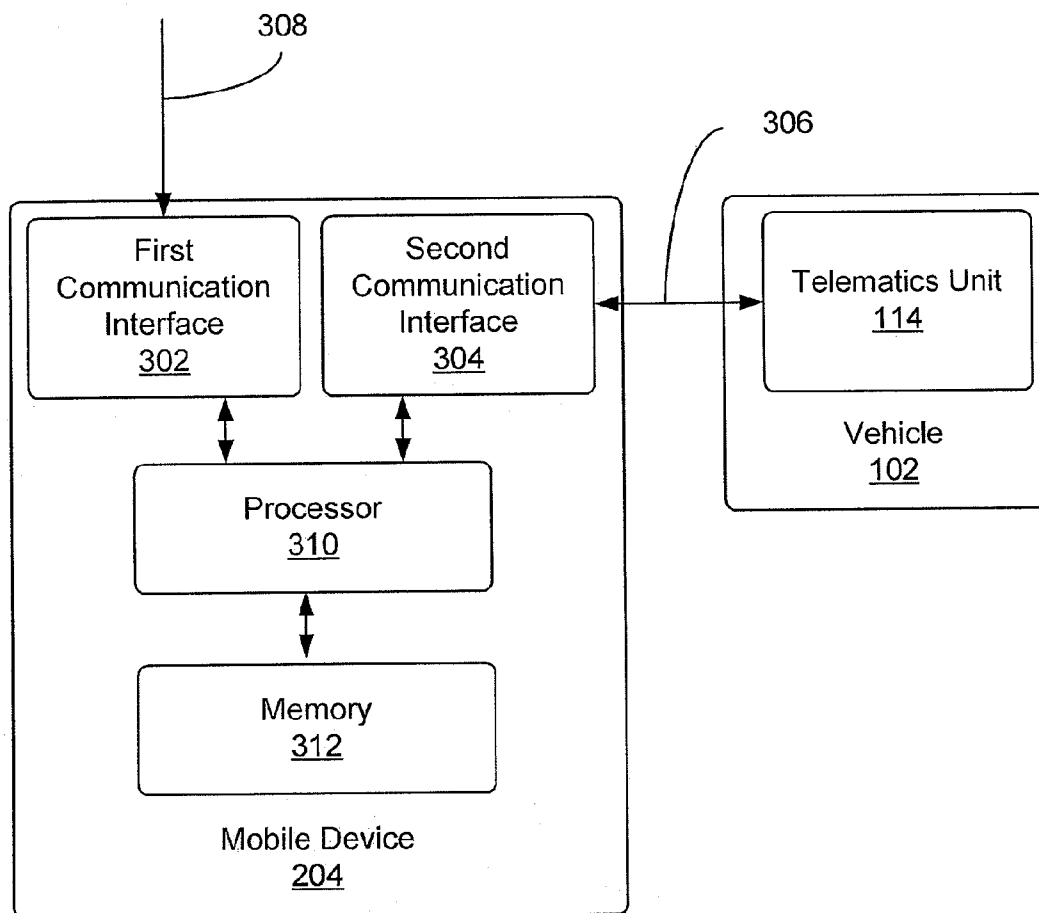 308
306
First
Communication
Interface
302
Second
Communication
Interface
304
Telematics Unit
114
Vehicle
102
Processor
310
Memory
312
Mobile Device
204